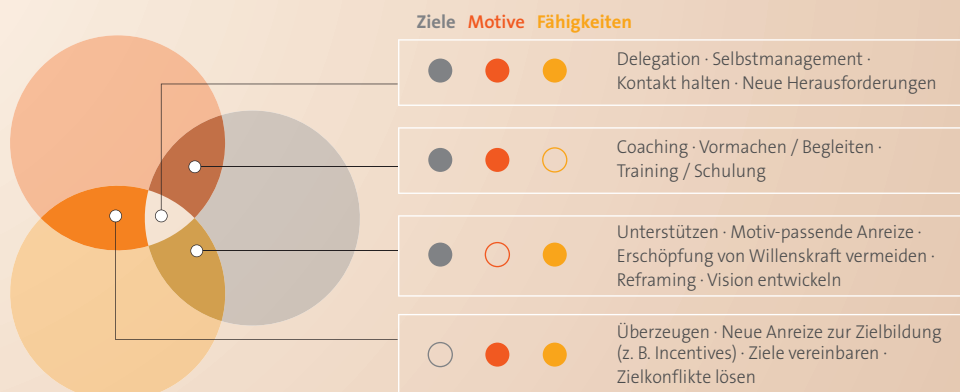 Ziele Motive Fähigkeiten
Delegation · Selbstmanagement ·
Kontakt halten · Neue Herausforderungen
Coaching · Vormachen / Begleiten ·
Training / Schulung
Unterstützen · Motiv-passende Anreize ·
Erschöpfung von Willenskraft vermeiden ·
Reframing · Vision entwickeln
Überzeugen · Neue Anreize zur Zielbildung
(z. B. Incentives) · Ziele vereinbaren ·
Zielkonflikte lösen